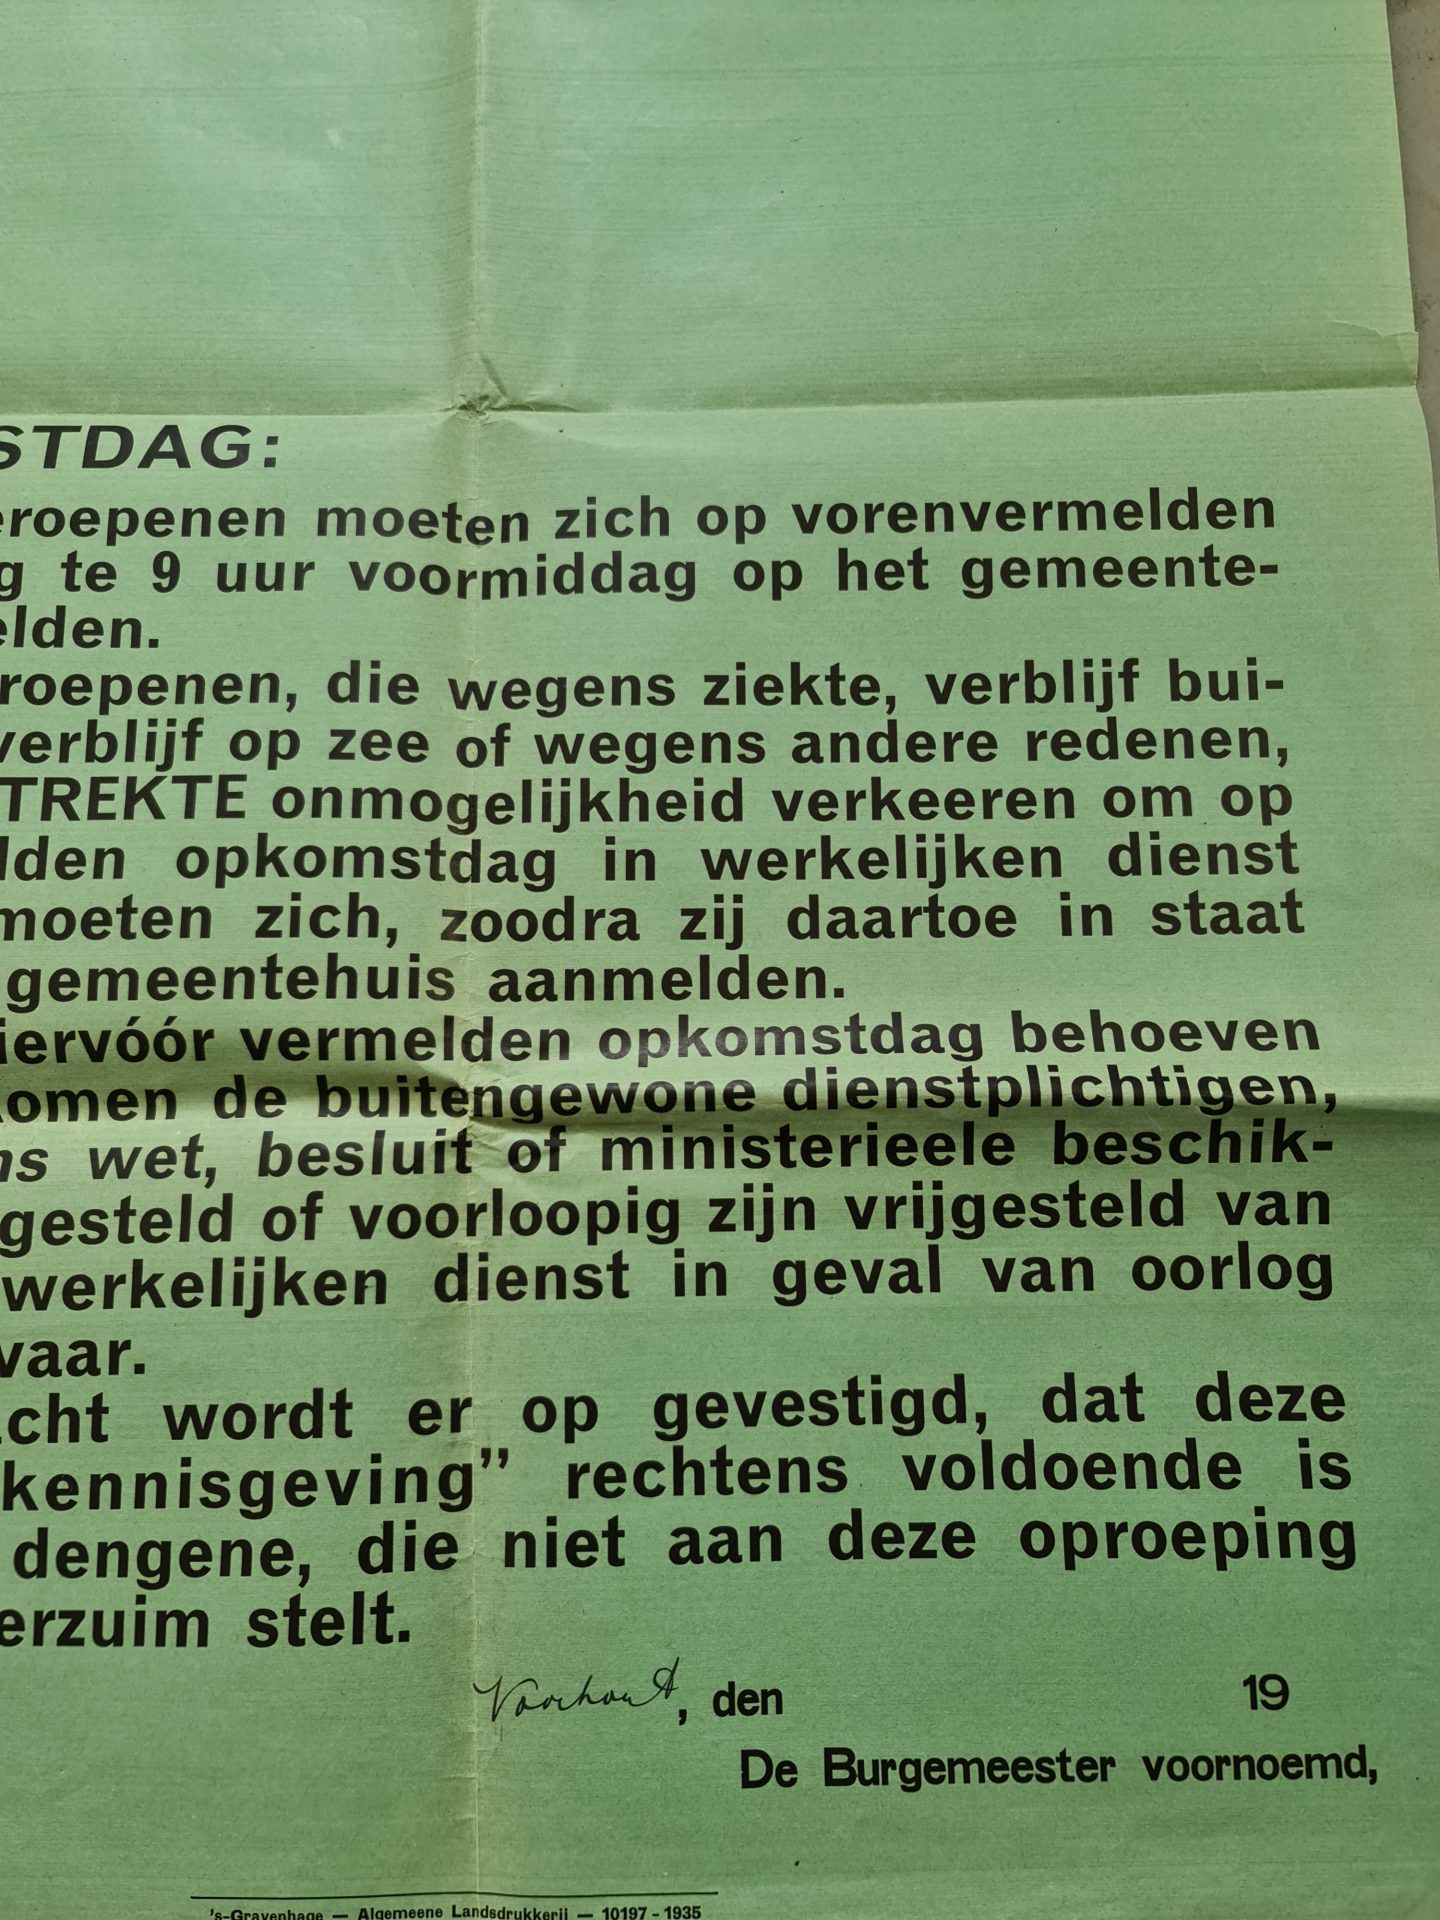 STDAG:
eroepenen moeten zich op vorenvermelden
g te 9 uur voormiddag op het gemeente-
elden.
roepenen, die wegens ziekte, verblijf bui-
verblijf op zee of wegens andere redenen,
TREKTE onmogelijkheid verkeeren om op
lden opkomstdag in werkelijken dienst
moeten zich, zoodra zij daartoe in staat
gemeentehuis aanmelden.
iervóór vermelden opkomstdag behoeven
komen de buitengewone dienstplichtigen,
ns wet, besluit of ministerieele beschik-
gesteld of voorloopig zijn vrijgesteld van
werkelijken dienst in geval van oorlog
vaar.
cht wordt er op gevestigd, dat deze
kennisgeving” rechtens voldoende is
dengene, die niet aan deze oproeping
erzuim stelt.
Voorhout, den 19
De Burgemeester voornoemd,
's-Gravenhage — Algemeene Landsdrukkerij — 10197 - 1935